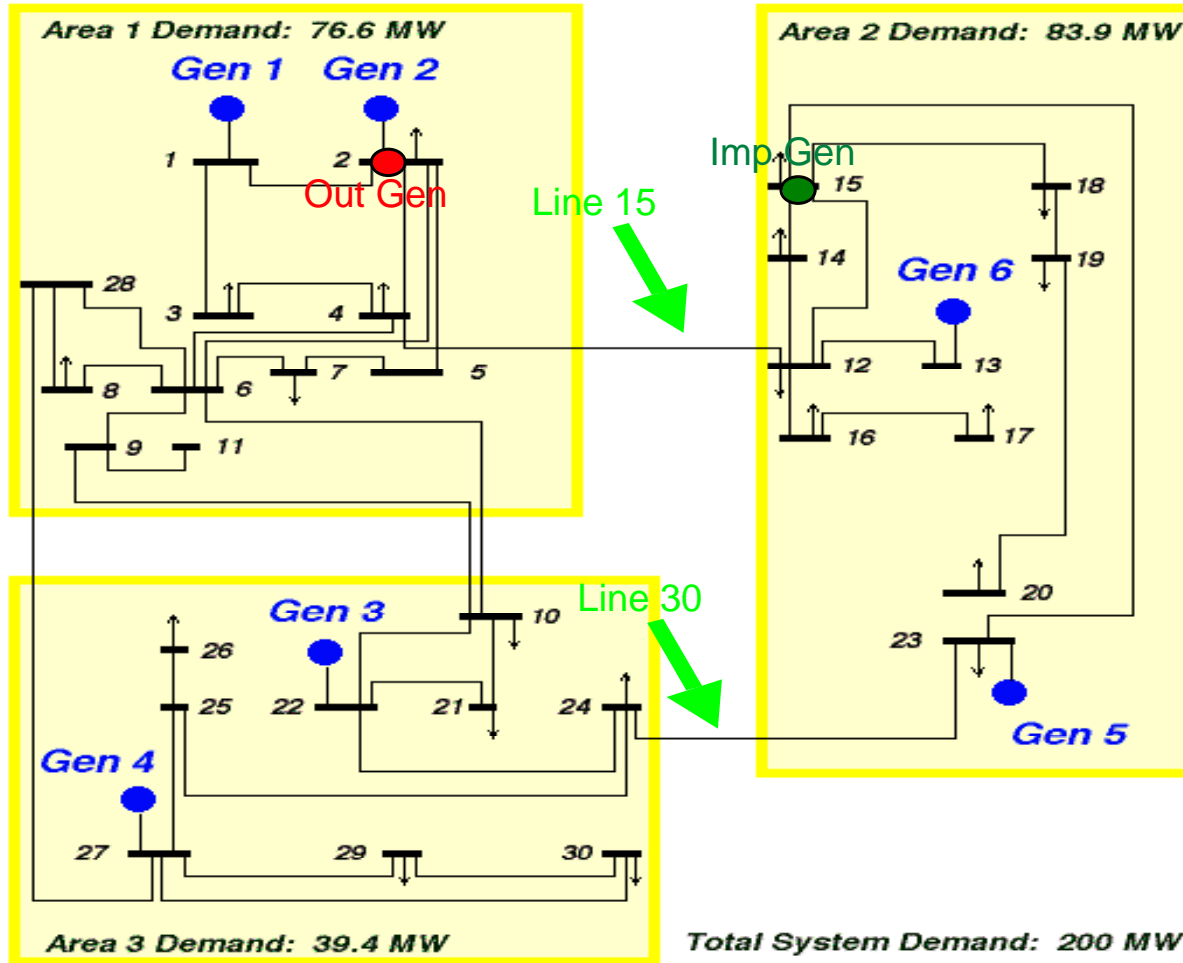 Area 1 Demand: 76.6 MW
Gen 1 Gen 2
1
2
Out Gen
28
3
4
8
6
7
5
9
11
Line 15
Area 2 Demand: 83.9 MW
Imp Gen
15
18
14
Gen 6
19
12
13
16
17
20
23
Gen 5
Line 30
Gen 3
10
26
25
22
21
24
Gen 4
27
29
30
Area 3 Demand: 39.4 MW
Total System Demand: 200 MW